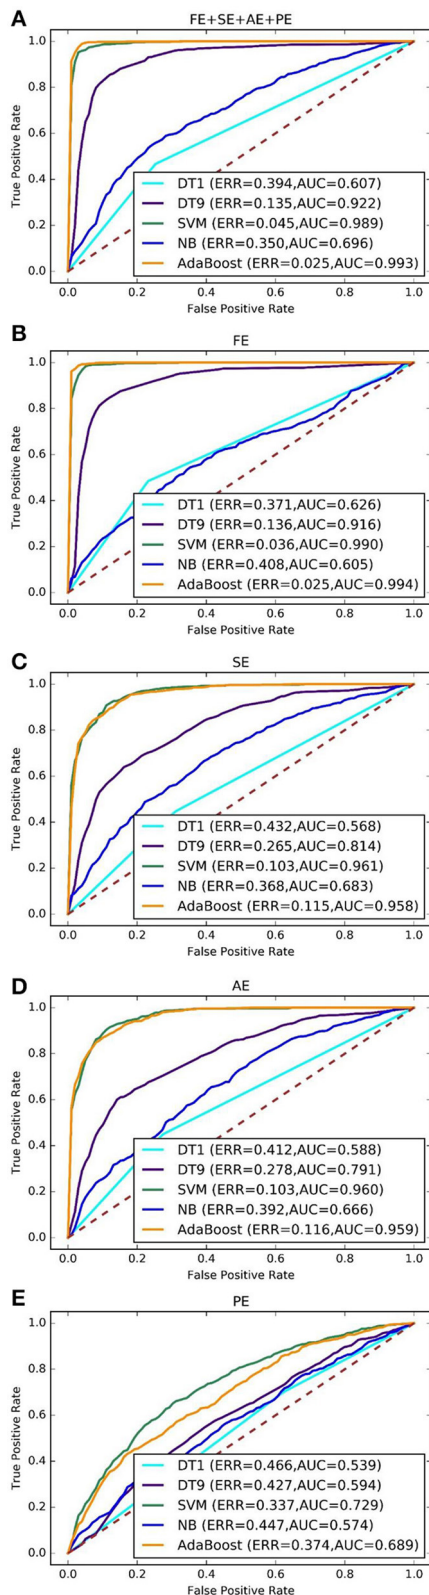 A
FE+SE+AE+PE
1.0
0.8
0.6
0.4
0.2
0.0
True Positive Rate
DT1 (ERR=0.394,AUC=0.607)
DT9 (ERR=0.135,AUC=0.922)
SVM (ERR=0.045,AUC=0.989)
NB (ERR=0.350,AUC=0.696)
AdaBoost (ERR=0.025,AUC=0.993)
0.0 0.2 0.4 0.6 0.8 1.0
False Positive Rate
B
FE
1.0
0.8
0.6
0.4
0.2
0.0
True Positive Rate
DT1 (ERR=0.371,AUC=0.626)
DT9 (ERR=0.136,AUC=0.916)
SVM (ERR=0.036,AUC=0.990)
NB (ERR=0.408,AUC=0.605)
AdaBoost (ERR=0.025,AUC=0.994)
0.0 0.2 0.4 0.6 0.8 1.0
False Positive Rate
C
SE
1.0
0.8
0.6
0.4
0.2
0.0
True Positive Rate
DT1 (ERR=0.432,AUC=0.568)
DT9 (ERR=0.265,AUC=0.814)
SVM (ERR=0.103,AUC=0.961)
NB (ERR=0.368,AUC=0.683)
AdaBoost (ERR=0.115,AUC=0.958)
0.0 0.2 0.4 0.6 0.8 1.0
False Positive Rate
D
AE
1.0
0.8
0.6
0.4
0.2
0.0
True Positive Rate
DT1 (ERR=0.412,AUC=0.588)
DT9 (ERR=0.278,AUC=0.791)
SVM (ERR=0.103,AUC=0.960)
NB (ERR=0.392,AUC=0.666)
AdaBoost (ERR=0.116,AUC=0.959)
0.0 0.2 0.4 0.6 0.8 1.0
False Positive Rate
E
PE
1.0
0.8
0.6
0.4
0.2
0.0
True Positive Rate
DT1 (ERR=0.466,AUC=0.539)
DT9 (ERR=0.427,AUC=0.594)
SVM (ERR=0.337,AUC=0.729)
NB (ERR=0.447,AUC=0.574)
AdaBoost (ERR=0.374,AUC=0.689)
0.0 0.2 0.4 0.6 0.8 1.0
False Positive Rate